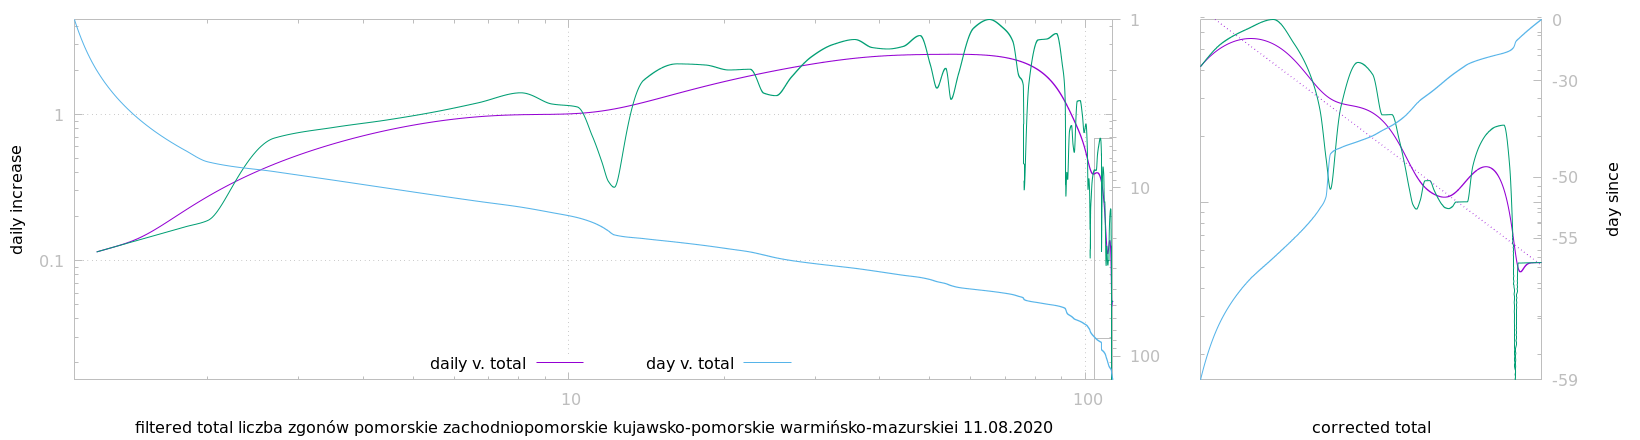 daily increase
1
0.1
daily v. total
day v. total
10
100
1
10
100
filtered total liczba zgonów pomorskie zachodniopomorskie kujawsko-pomorskie warmińsko-mazurskiei 11.08.2020
0
-30
-50
-55
-59
day since
corrected total